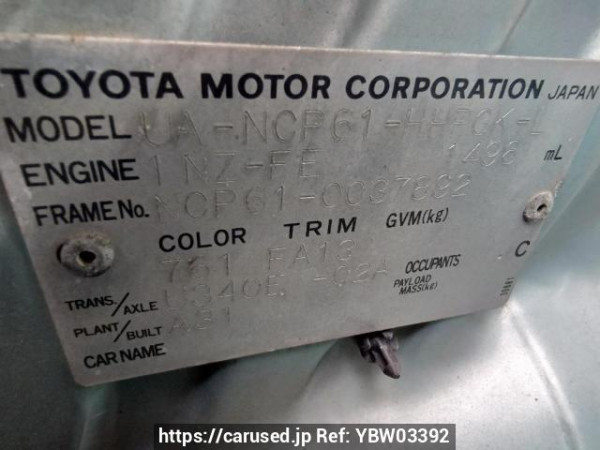 TOYOTA MOTOR CORPORATION JAPAN
MODEL UA-NCP61-HHPGK-L
ENGINE 1NZ-FE 1496 mL
FRAME No. NCP61-0037892
COLOR TRIM GVM(kg)
761 FA13 C
TRANS./AXLE U340E -02A OCCUPANTS
PAYLOAD MASS(kg)
PLANT/BUILT A21
CAR NAME
https://carused.jp Ref: YBW03392